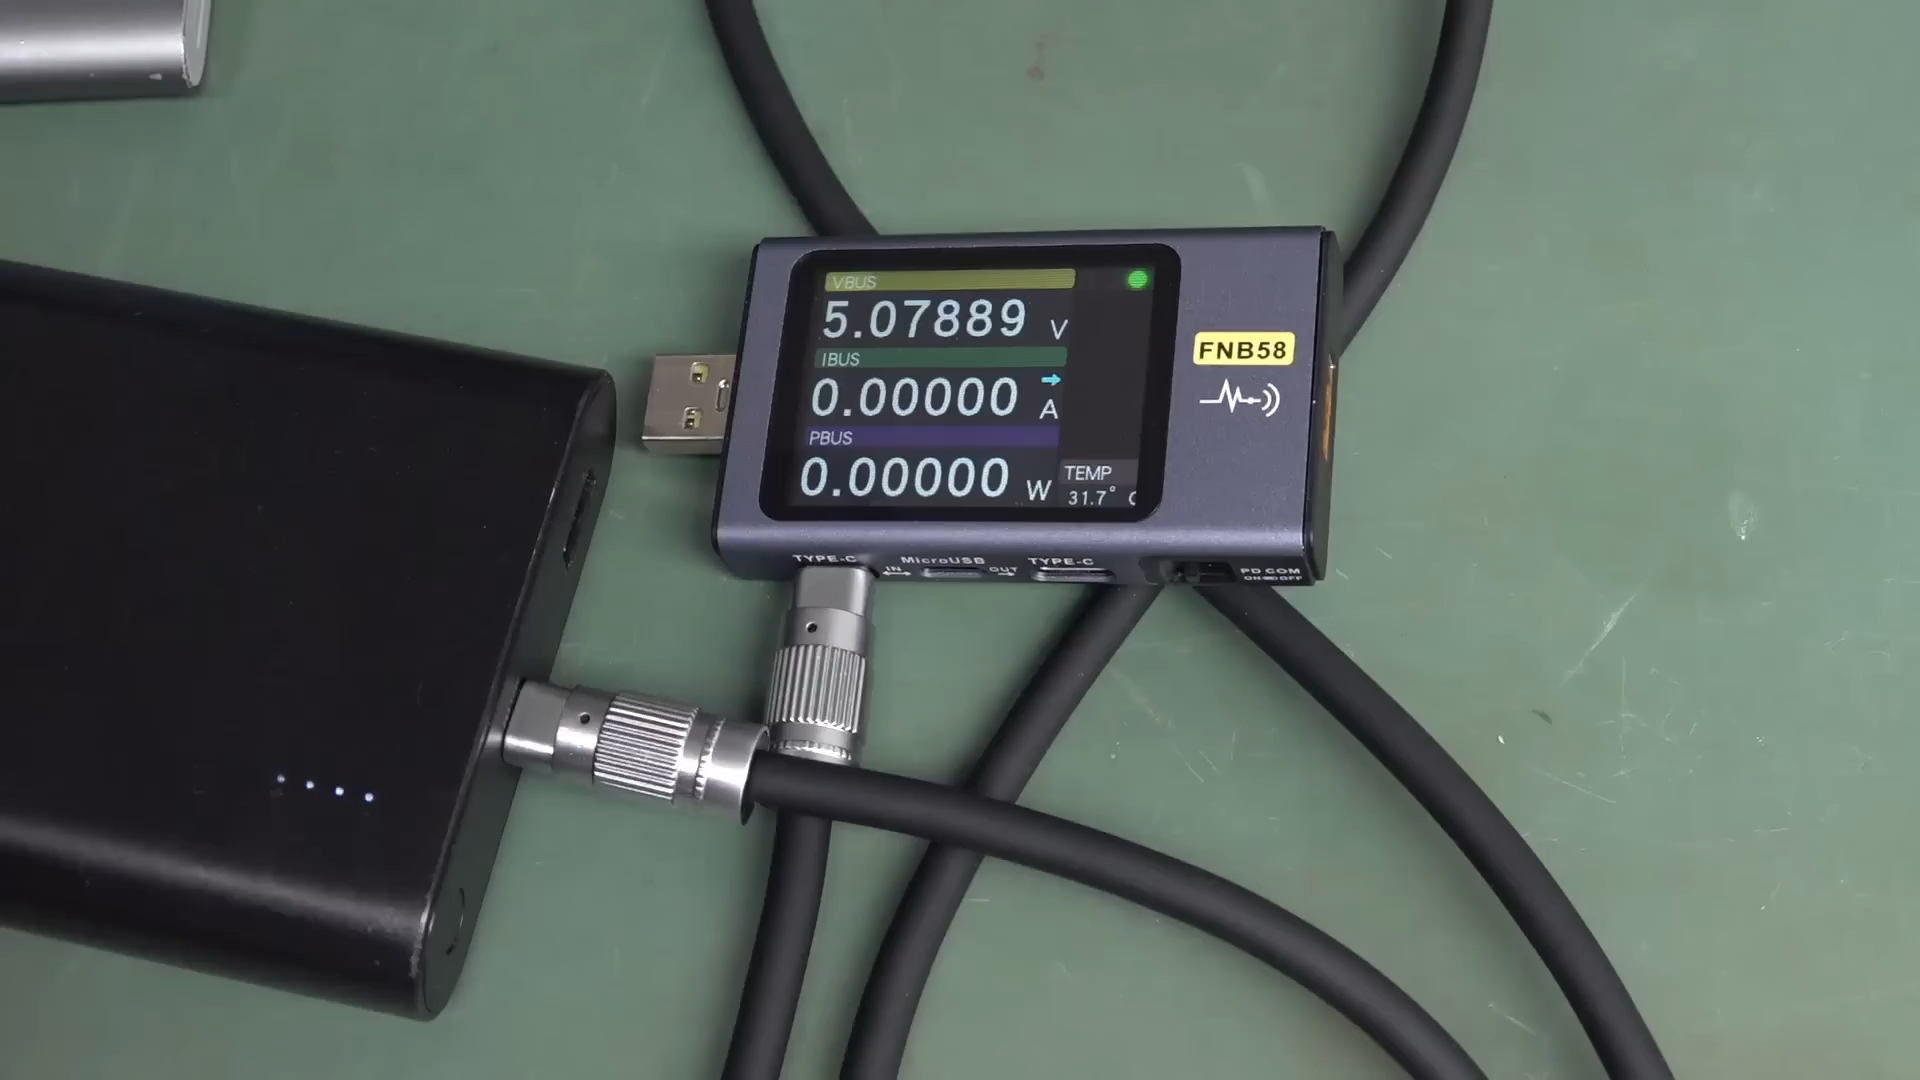 VBUS
5.07889 V
IBUS
0.00000 A
PBUS
0.00000 W
TEMP
31.7° C
FNB58
TYPE-C
IN
MicroUSB
OUT
TYPE-C
PD COM
ON OFF